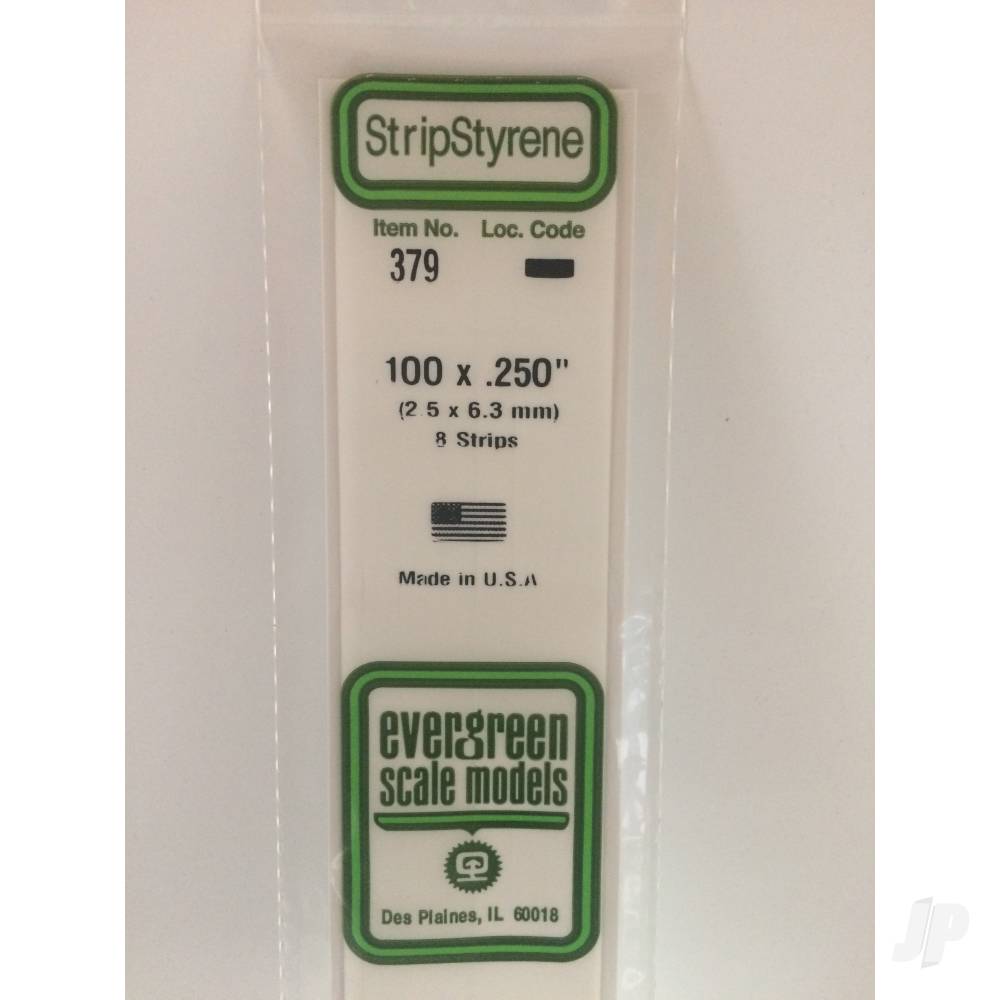 StripStyrene
Item No. Loc. Code
379
100 x .250"
(2.5 x 6.3 mm)
8 Strips
Made in U.S.A
evergreen
scale models
Des Plaines, IL 60018
JP